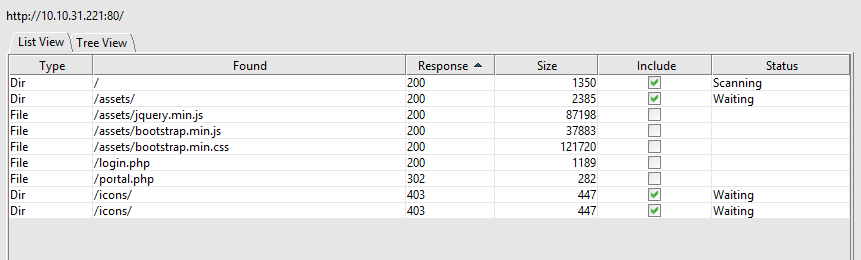 http://10.10.31.221:80/
List View Tree View
Type Found Response Size Include Status
Dir / 200 1350 Scanning
Dir /assets/ 200 2385 Waiting
File /assets/jquery.min.js 200 87198
File /assets/bootstrap.min.js 200 37883
File /assets/bootstrap.min.css 200 121720
File /login.php 200 1189
File /portal.php 302 282
Dir /icons/ 403 447 Waiting
Dir /icons/ 403 447 Waiting